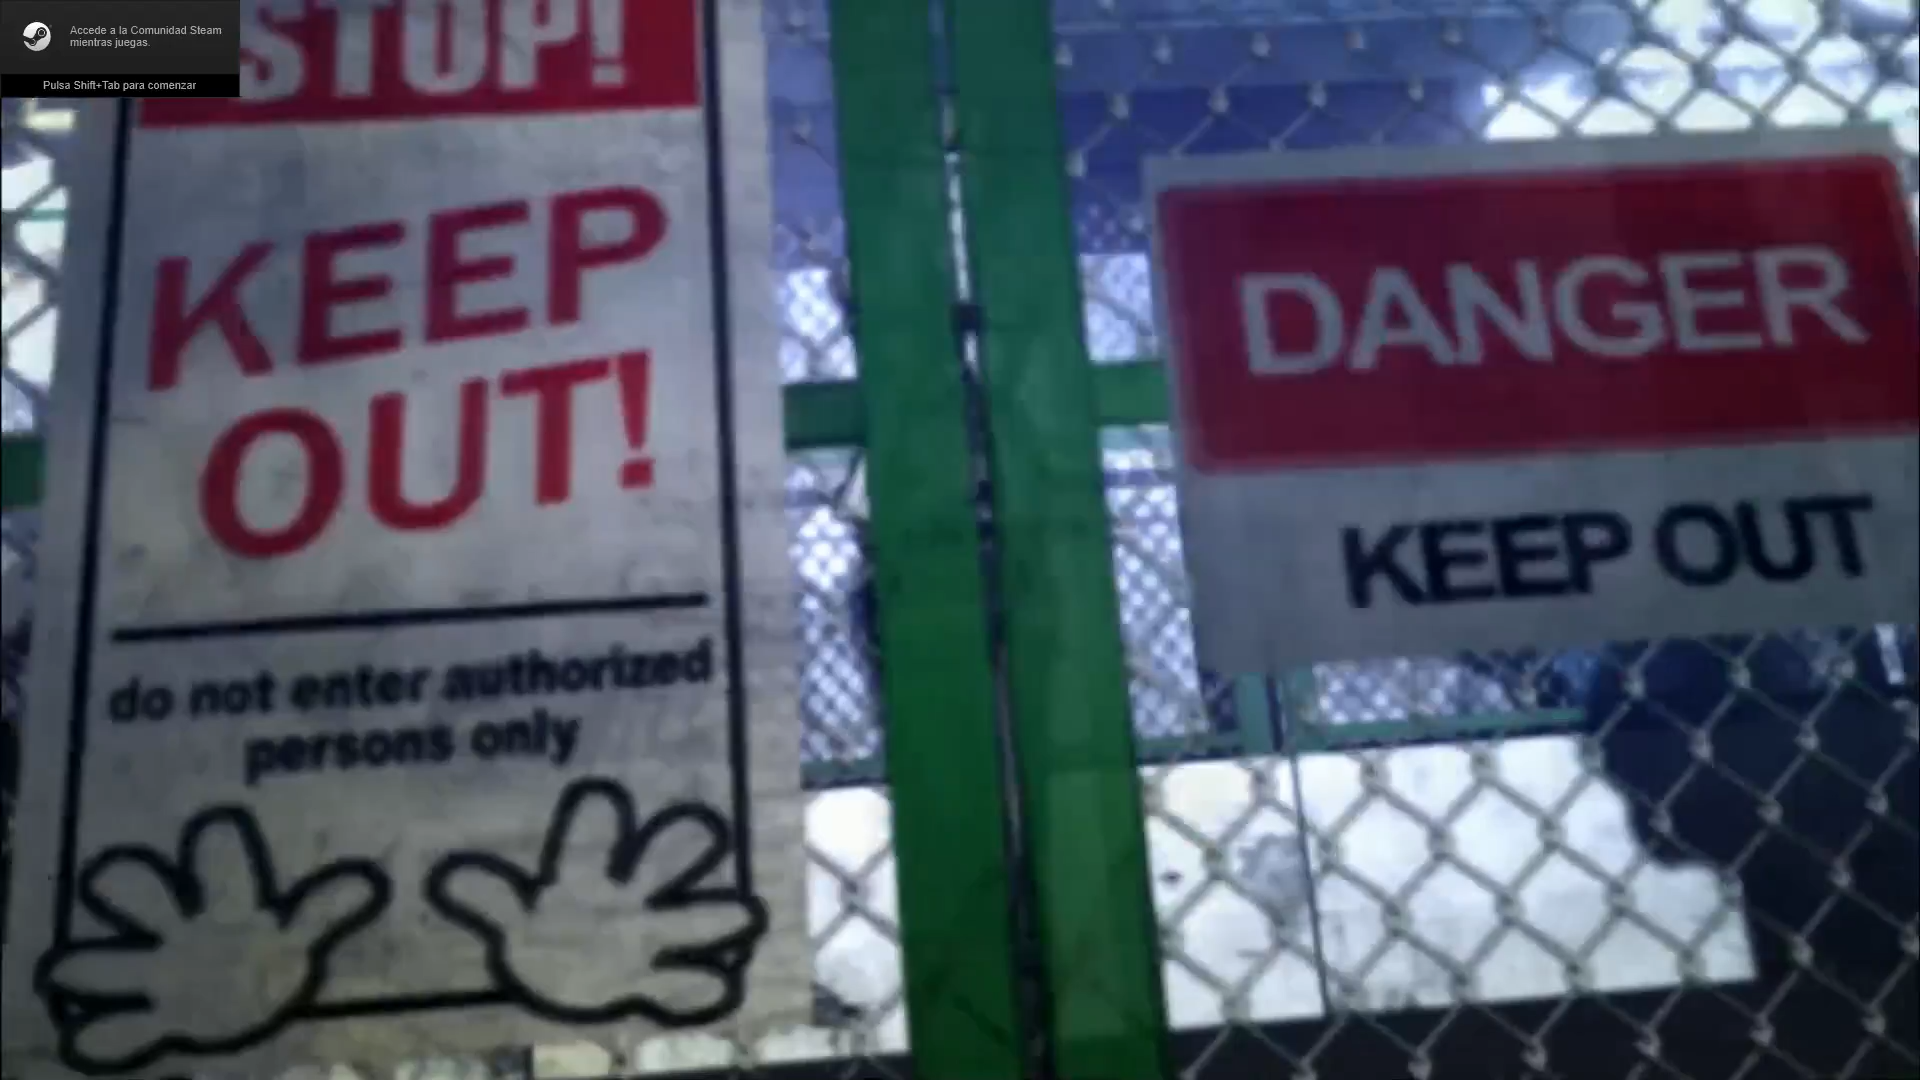 Accede a la Comunidad Steam
mientras juegas.
Pulsa Shift+Tab para comenzar
STOP!
KEEP
OUT!
do not enter authorized
persons only
DANGER
KEEP OUT